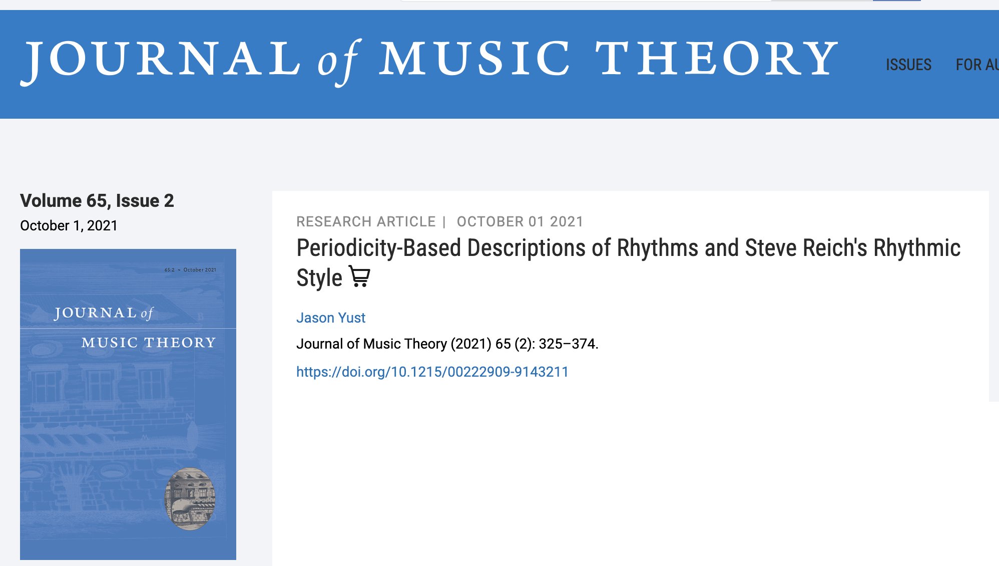 JOURNAL of MUSIC THEORY
ISSUES
FOR AU
Volume 65, Issue 2
October 1, 2021
65:2 ~ October 2021
JOURNAL of
MUSIC THEORY
B
N
L
M
O
RESEARCH ARTICLE | OCTOBER 01 2021
Periodicity-Based Descriptions of Rhythms and Steve Reich's Rhythmic
Style
Jason Yust
Journal of Music Theory (2021) 65 (2): 325–374.
https://doi.org/10.1215/00222909-9143211